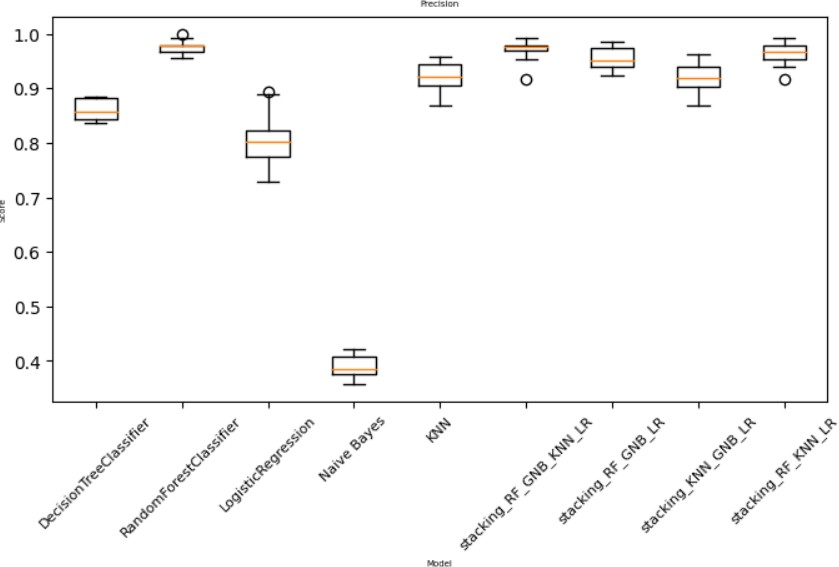 Precision
1.0
0.9
0.8
0.7
0.6
0.5
0.4
Score
DecisionTreeClassifier
RandomForestClassifier
LogisticRegression
Naive Bayes
KNN
stacking_RF_GNB_KNN_LR
stacking_RF_GNB_LR
stacking_KNN_GNB_LR
stacking_RF_KNN_LR
Model